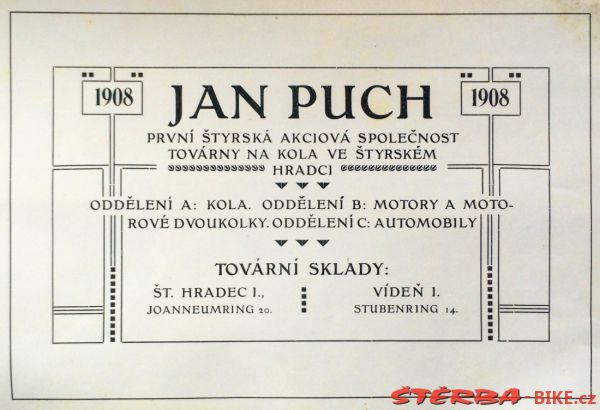 1908
JAN PUCH
1908
PRVNÍ ŠTYRSKÁ AKCIOVÁ SPOLEČNOST
TOVÁRNY NA KOLA VE ŠTYRSKÉM
HRADCI
ODDĚLENÍ A: KOLA. ODDĚLENÍ B: MOTORY A MOTO-
ROVÉ DVOUKOLKY. ODDĚLENÍ C: AUTOMOBILY
TOVÁRNÍ SKLADY:
ŠT. HRADEC I.,
JOANNEUMRING 20.
VÍDEŇ I.
STUBENRING 14.
ŠTĚRBA-BIKE.cz